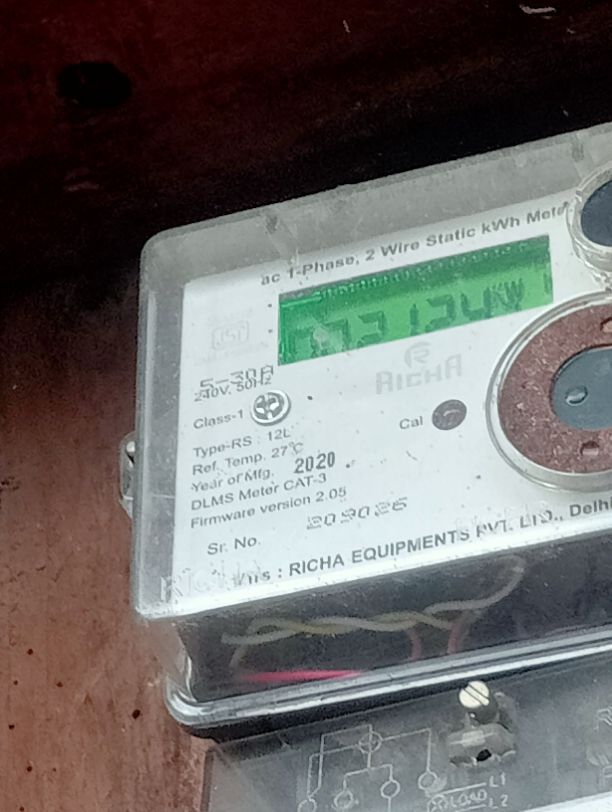 ac 1-Phase, 2 Wire Static kWh Mete
RICHA
5-30A
240V, 50Hz
Class-1
Cal
Type-RS : 12L
Ref. Temp. 27°C
Year of Mfg. 2020
DLMS Meter CAT-3
Firmware version 2.05
Sr. No. 209026
: RICHA EQUIPMENTS PVT. LTD., Delhi
L1
L2